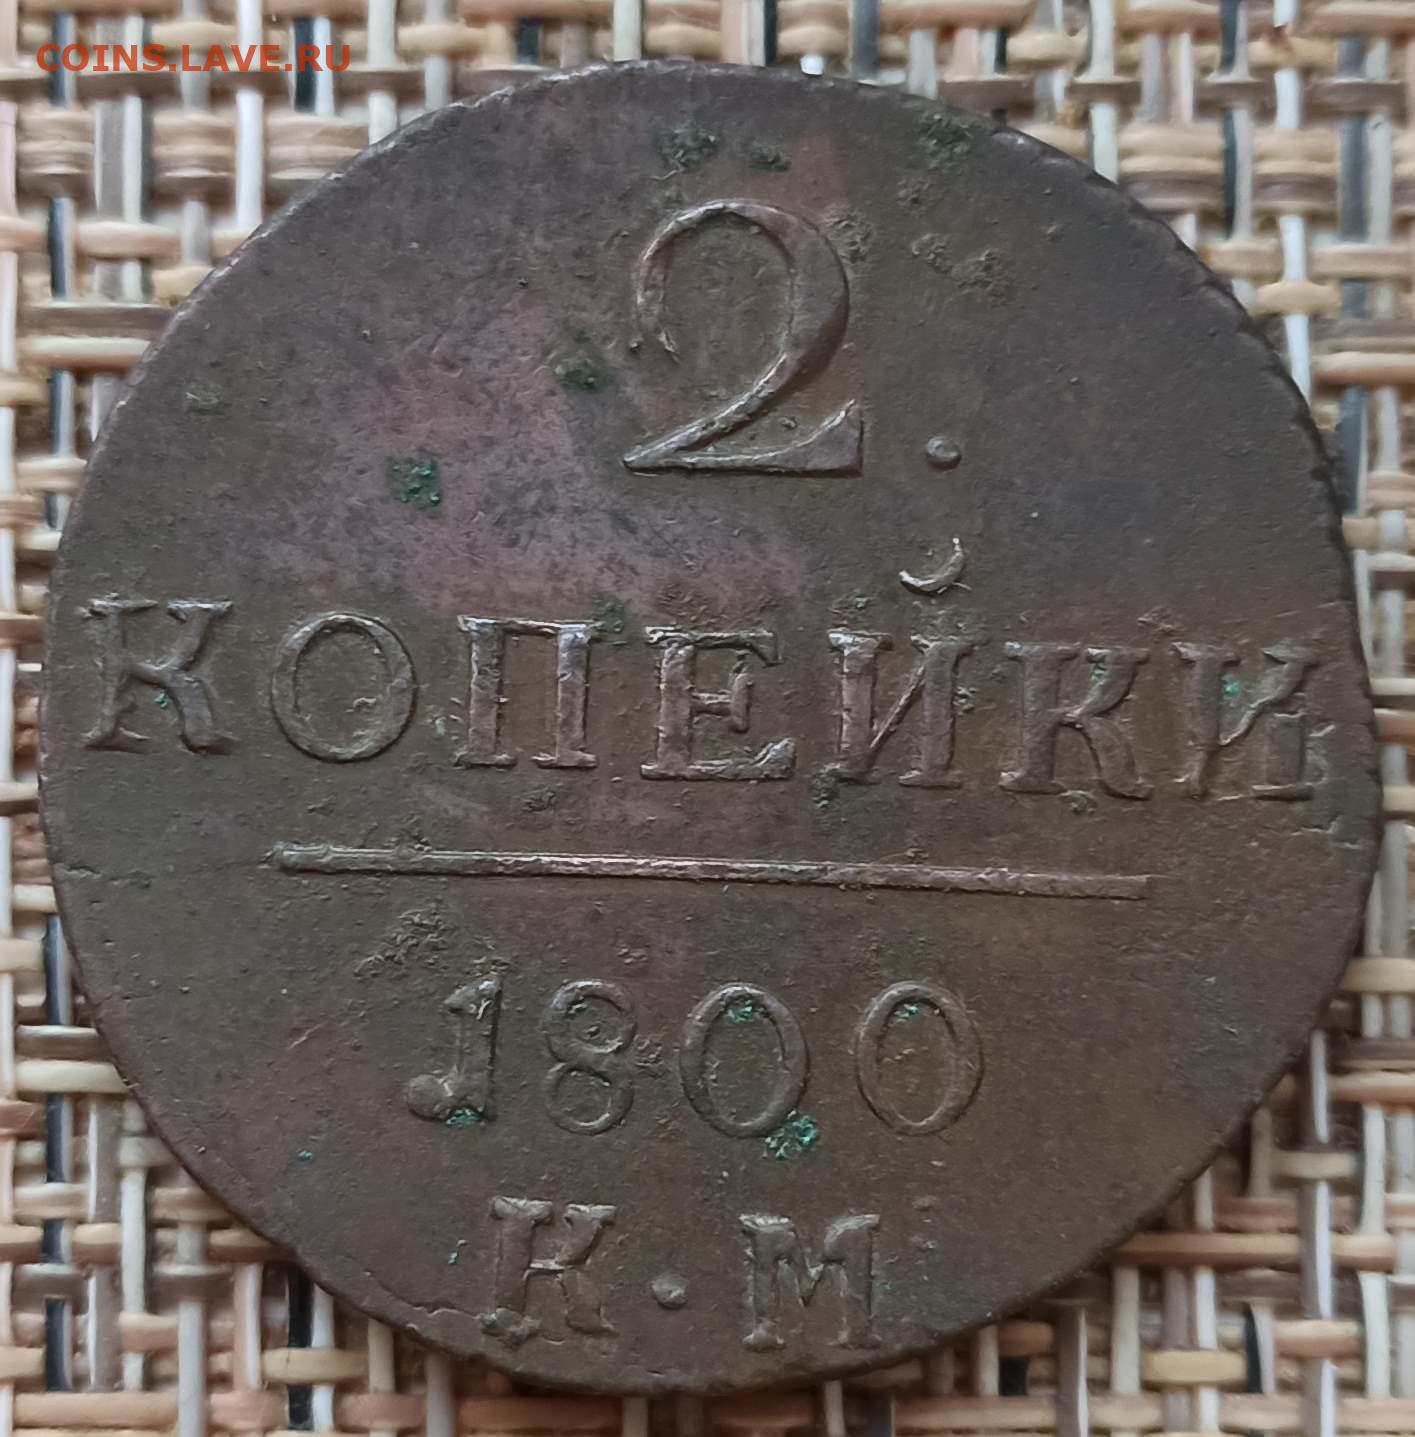 COINS.LAVE.RU
2.
КОПЕЙКИ
1800
К·М